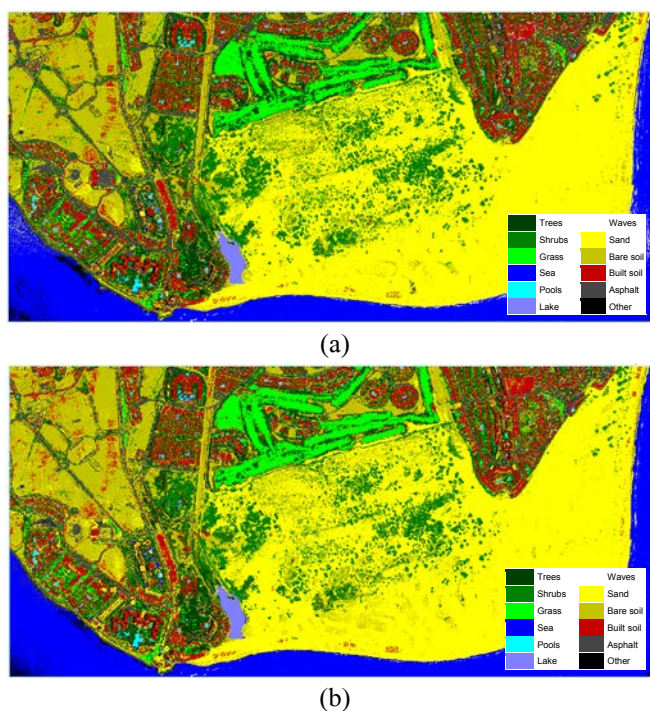 Trees Waves
Shrubs Sand
Grass Bare soil
Sea Built soil
Pools Asphalt
Lake Other
(a)
Trees Waves
Shrubs Sand
Grass Bare soil
Sea Built soil
Pools Asphalt
Lake Other
(b)